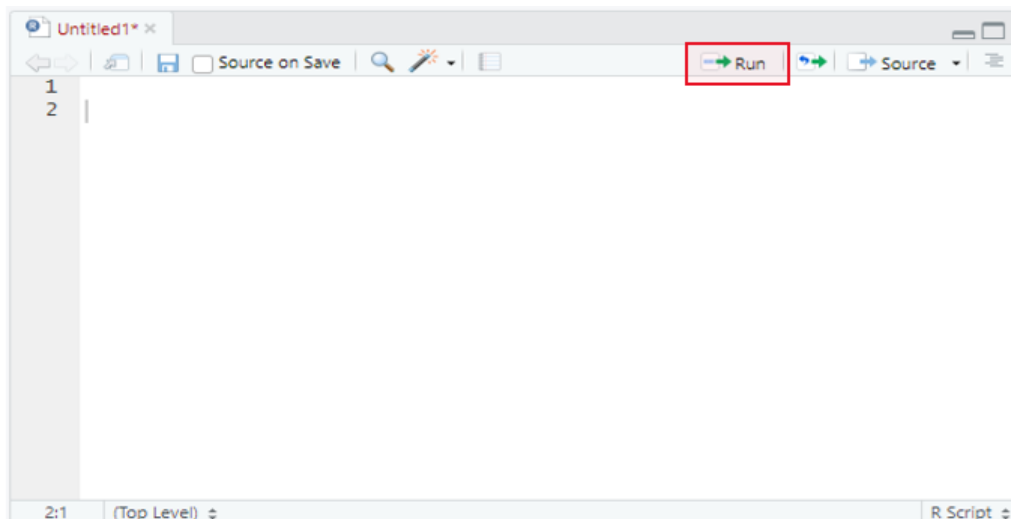 Untitled1*
Source on Save Run Source
1
2
2:1 (Top Level) R Script